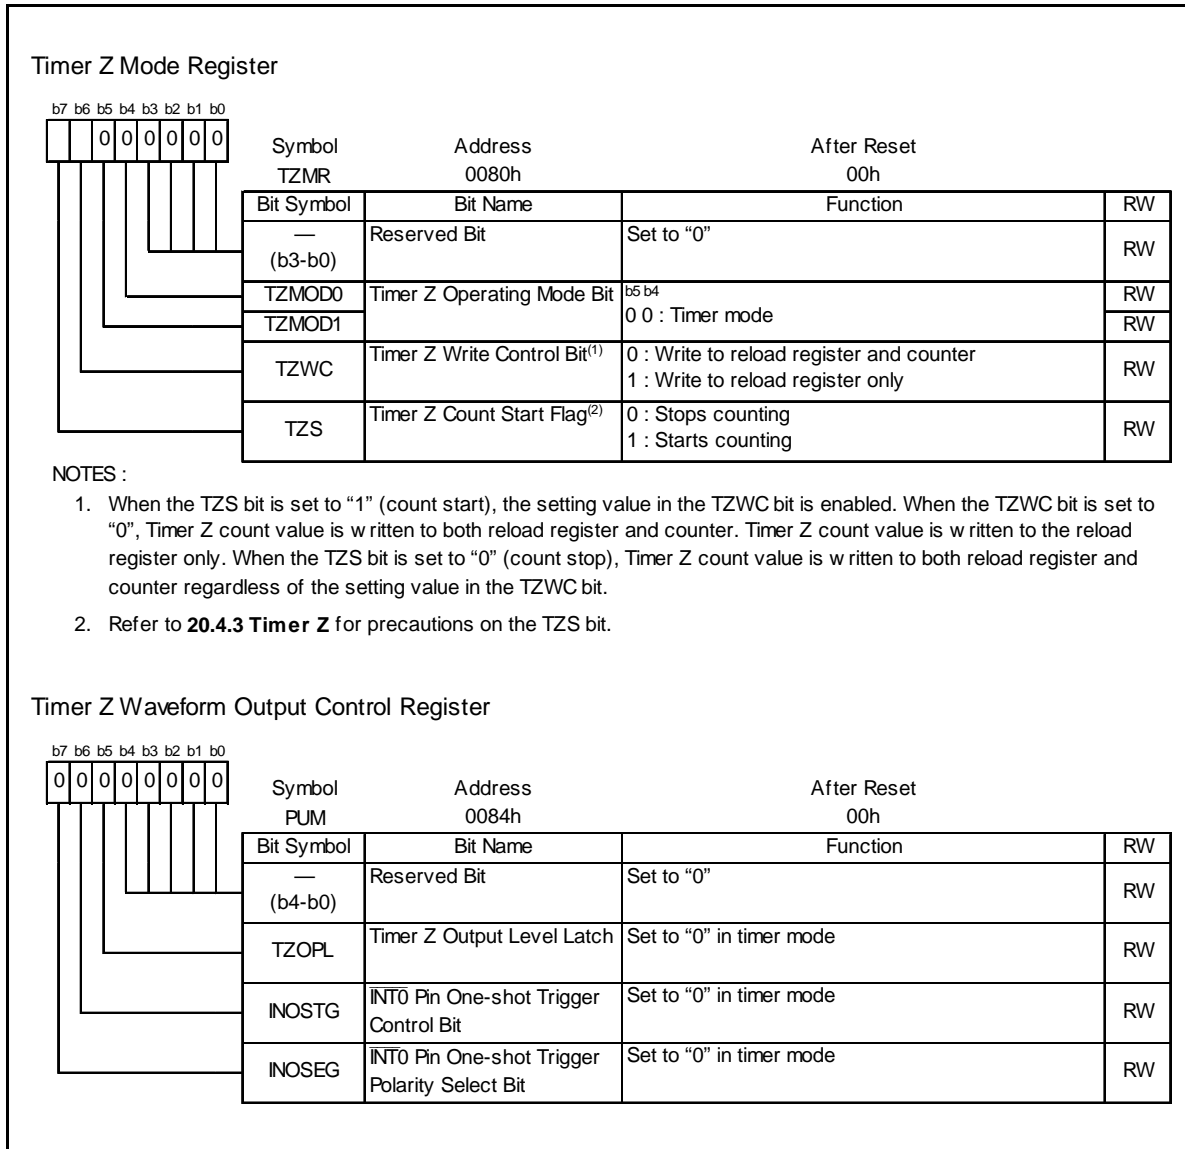 Timer Z Mode Register
b7 b6 b5 b4 b3 b2 b1 b0
0 0 0 0 0 0
Symbol Address After Reset
TZMR 0080h 00h
Bit Symbol Bit Name Function RW
— Reserved Bit Set to “0” RW
(b3-b0)
TZMOD0 Timer Z Operating Mode Bit b5 b4 RW
TZMOD1 0 0 : Timer mode RW
TZWC Timer Z Write Control Bit(1) 0 : Write to reload register and counter RW
1 : Write to reload register only
TZS Timer Z Count Start Flag(2) 0 : Stops counting RW
1 : Starts counting
NOTES :
1. When the TZS bit is set to “1” (count start), the setting value in the TZWC bit is enabled. When the TZWC bit is set to
“0”, Timer Z count value is w ritten to both reload register and counter. Timer Z count value is w ritten to the reload
register only. When the TZS bit is set to “0” (count stop), Timer Z count value is w ritten to both reload register and
counter regardless of the setting value in the TZWC bit.
2. Refer to 20.4.3 Timer Z for precautions on the TZS bit.
Timer Z Waveform Output Control Register
b7 b6 b5 b4 b3 b2 b1 b0
0 0 0 0 0 0 0 0
Symbol Address After Reset
PUM 0084h 00h
Bit Symbol Bit Name Function RW
— Reserved Bit Set to “0” RW
(b4-b0)
TZOPL Timer Z Output Level Latch Set to “0” in timer mode RW
INOSTG INT0 Pin One-shot Trigger Set to “0” in timer mode RW
Control Bit
INOSEG INT0 Pin One-shot Trigger Set to “0” in timer mode RW
Polarity Select Bit